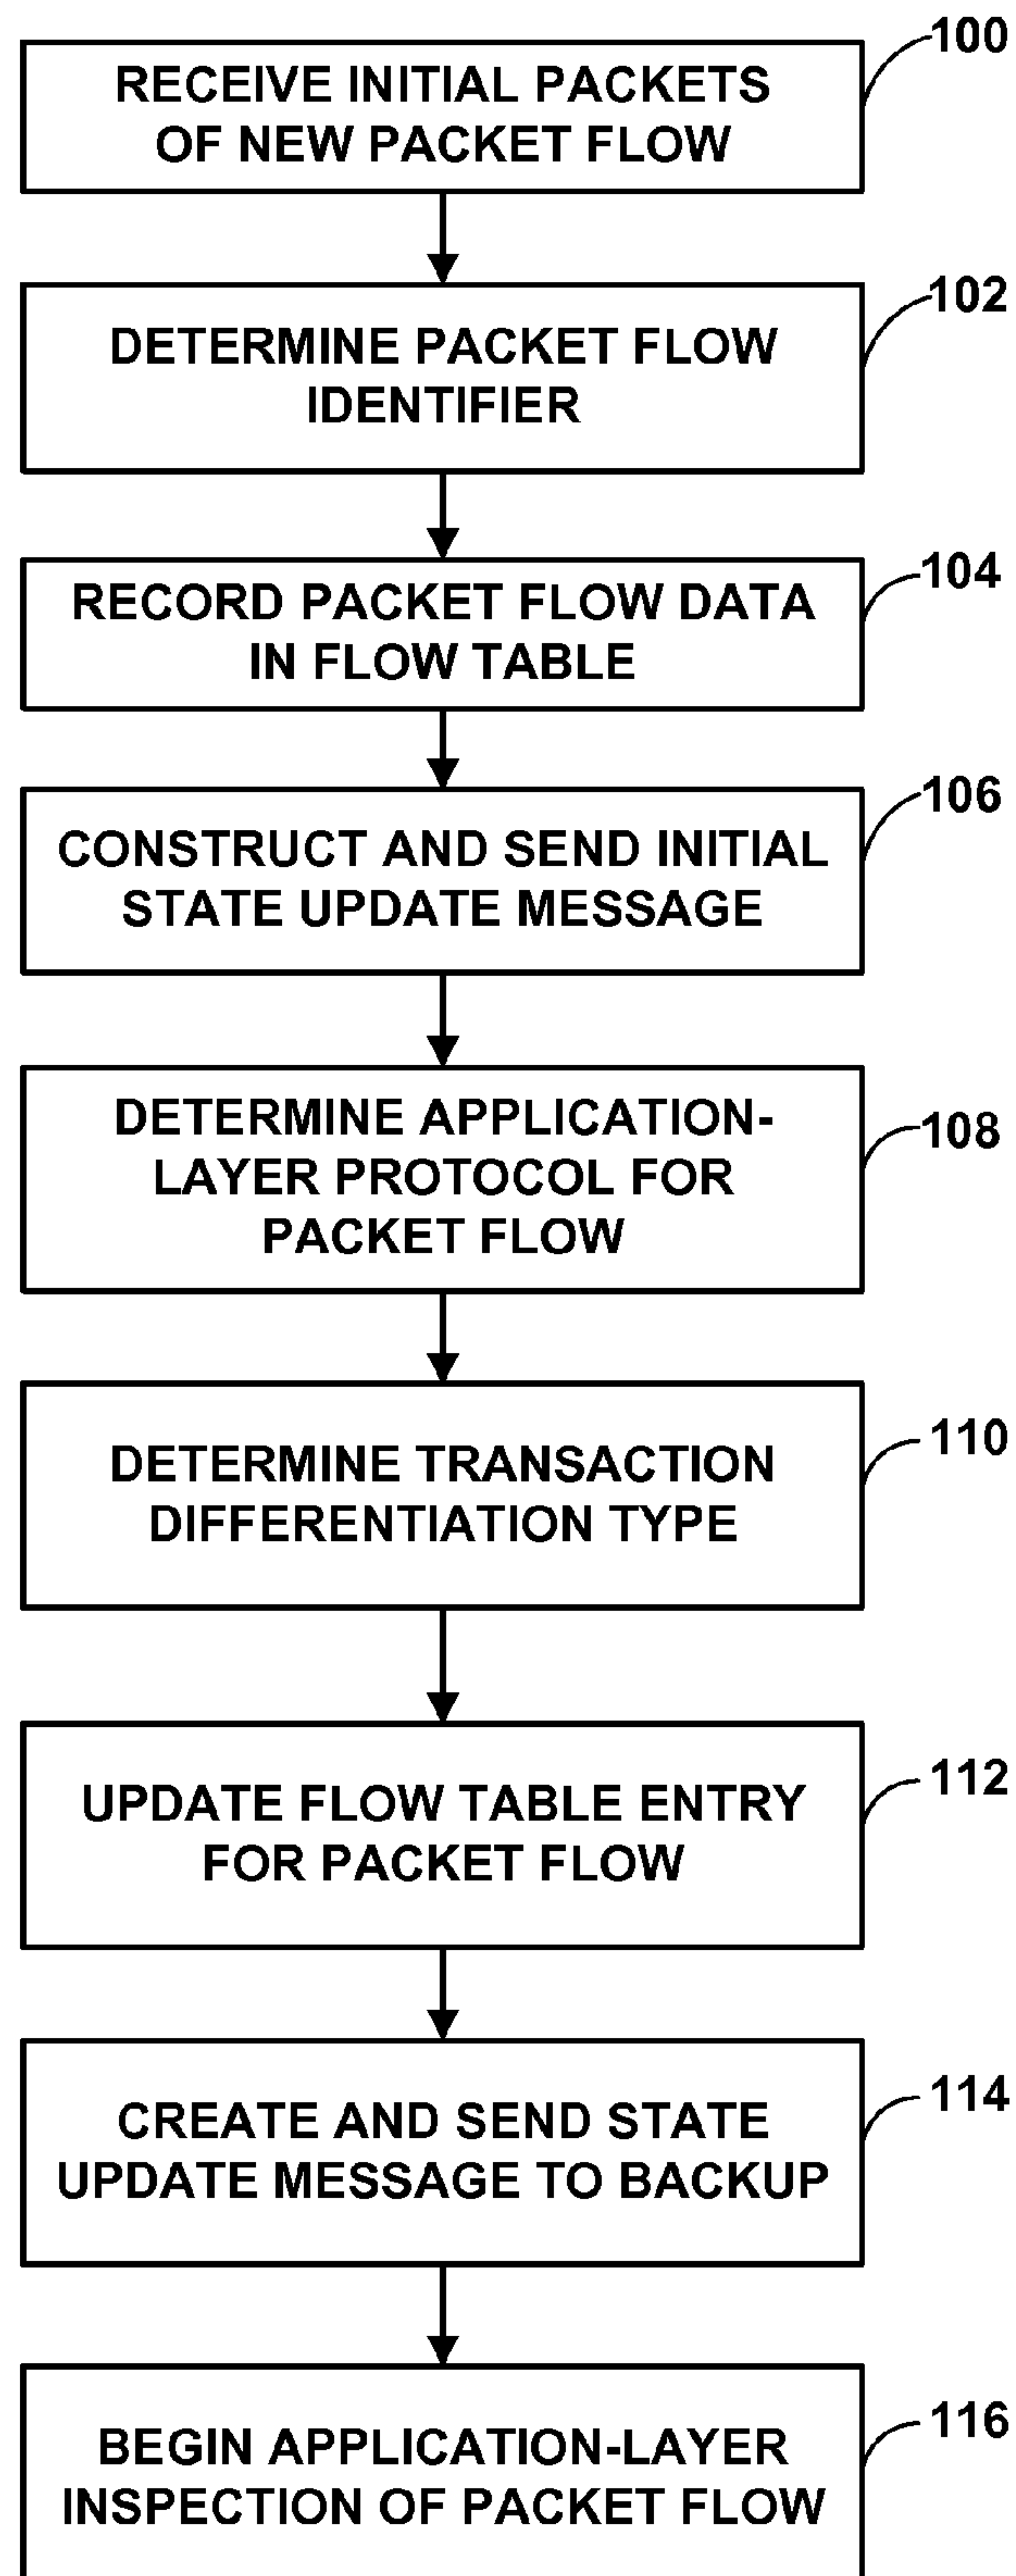 100
RECEIVE INITIAL PACKETS
OF NEW PACKET FLOW
102
DETERMINE PACKET FLOW
IDENTIFIER
104
RECORD PACKET FLOW DATA
IN FLOW TABLE
106
CONSTRUCT AND SEND INITIAL
STATE UPDATE MESSAGE
108
DETERMINE APPLICATION-
LAYER PROTOCOL FOR
PACKET FLOW
110
DETERMINE TRANSACTION
DIFFERENTIATION TYPE
112
UPDATE FLOW TABLE ENTRY
FOR PACKET FLOW
114
CREATE AND SEND STATE
UPDATE MESSAGE TO BACKUP
116
BEGIN APPLICATION-LAYER
INSPECTION OF PACKET FLOW